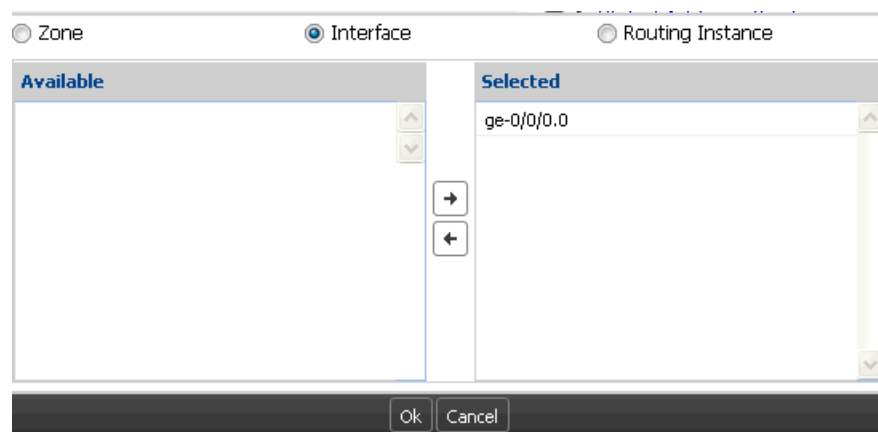 Zone Interface Routing Instance
Available Selected
ge-0/0/0.0
Ok Cancel